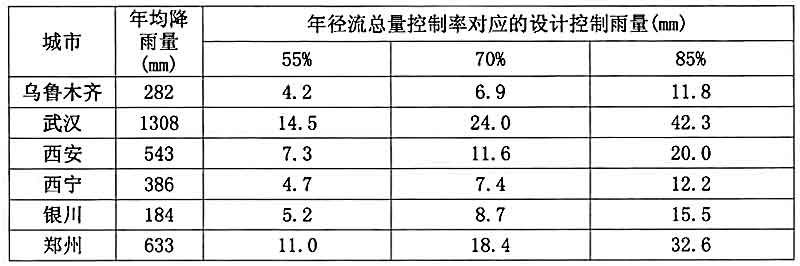 城市 年均降雨量(mm) 年径流总量控制率对应的设计控制雨量(mm)
55% 70% 85%
乌鲁木齐 282 4.2 6.9 11.8
武汉 1308 14.5 24.0 42.3
西安 543 7.3 11.6 20.0
西宁 386 4.7 7.4 12.2
银川 184 5.2 8.7 15.5
郑州 633 11.0 18.4 32.6